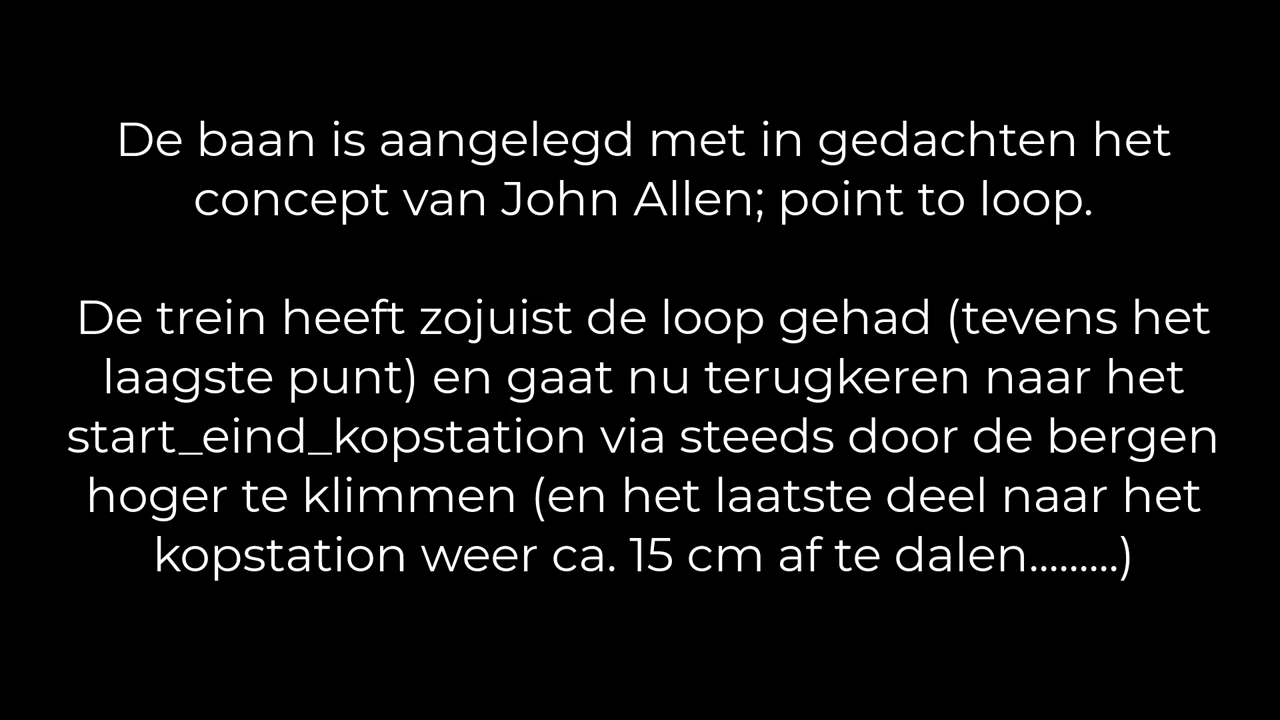 De baan is aangelegd met in gedachten het
concept van John Allen; point to loop.
De trein heeft zojuist de loop gehad (tevens het
laagste punt) en gaat nu terugkeren naar het
start_eind_kopstation via steeds door de bergen
hoger te klimmen (en het laatste deel naar het
kopstation weer ca. 15 cm af te dalen.........)